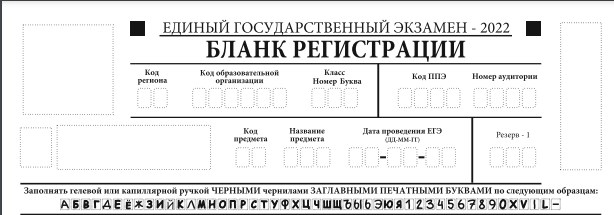 ЕДИНЫЙ ГОСУДАРСТВЕННЫЙ ЭКЗАМЕН - 2022
БЛАНК РЕГИСТРАЦИИ
Код региона
Код образовательной организации
Класс Номер Буква
Код ППЭ
Номер аудитории
Код предмета
Название предмета
Дата проведения ЕГЭ
(ДД-ММ-ГГ)
Резерв - 1
Заполнять гелевой или капиллярной ручкой ЧЕРНЫМИ чернилами ЗАГЛАВНЫМИ ПЕЧАТНЫМИ БУКВАМИ по следующим образцам:
АБВГДЕЁЖЗИЙКЛМНОПРСТУФХЦЧШЩЪЫЬЭЮЯ1234567890XVIL-